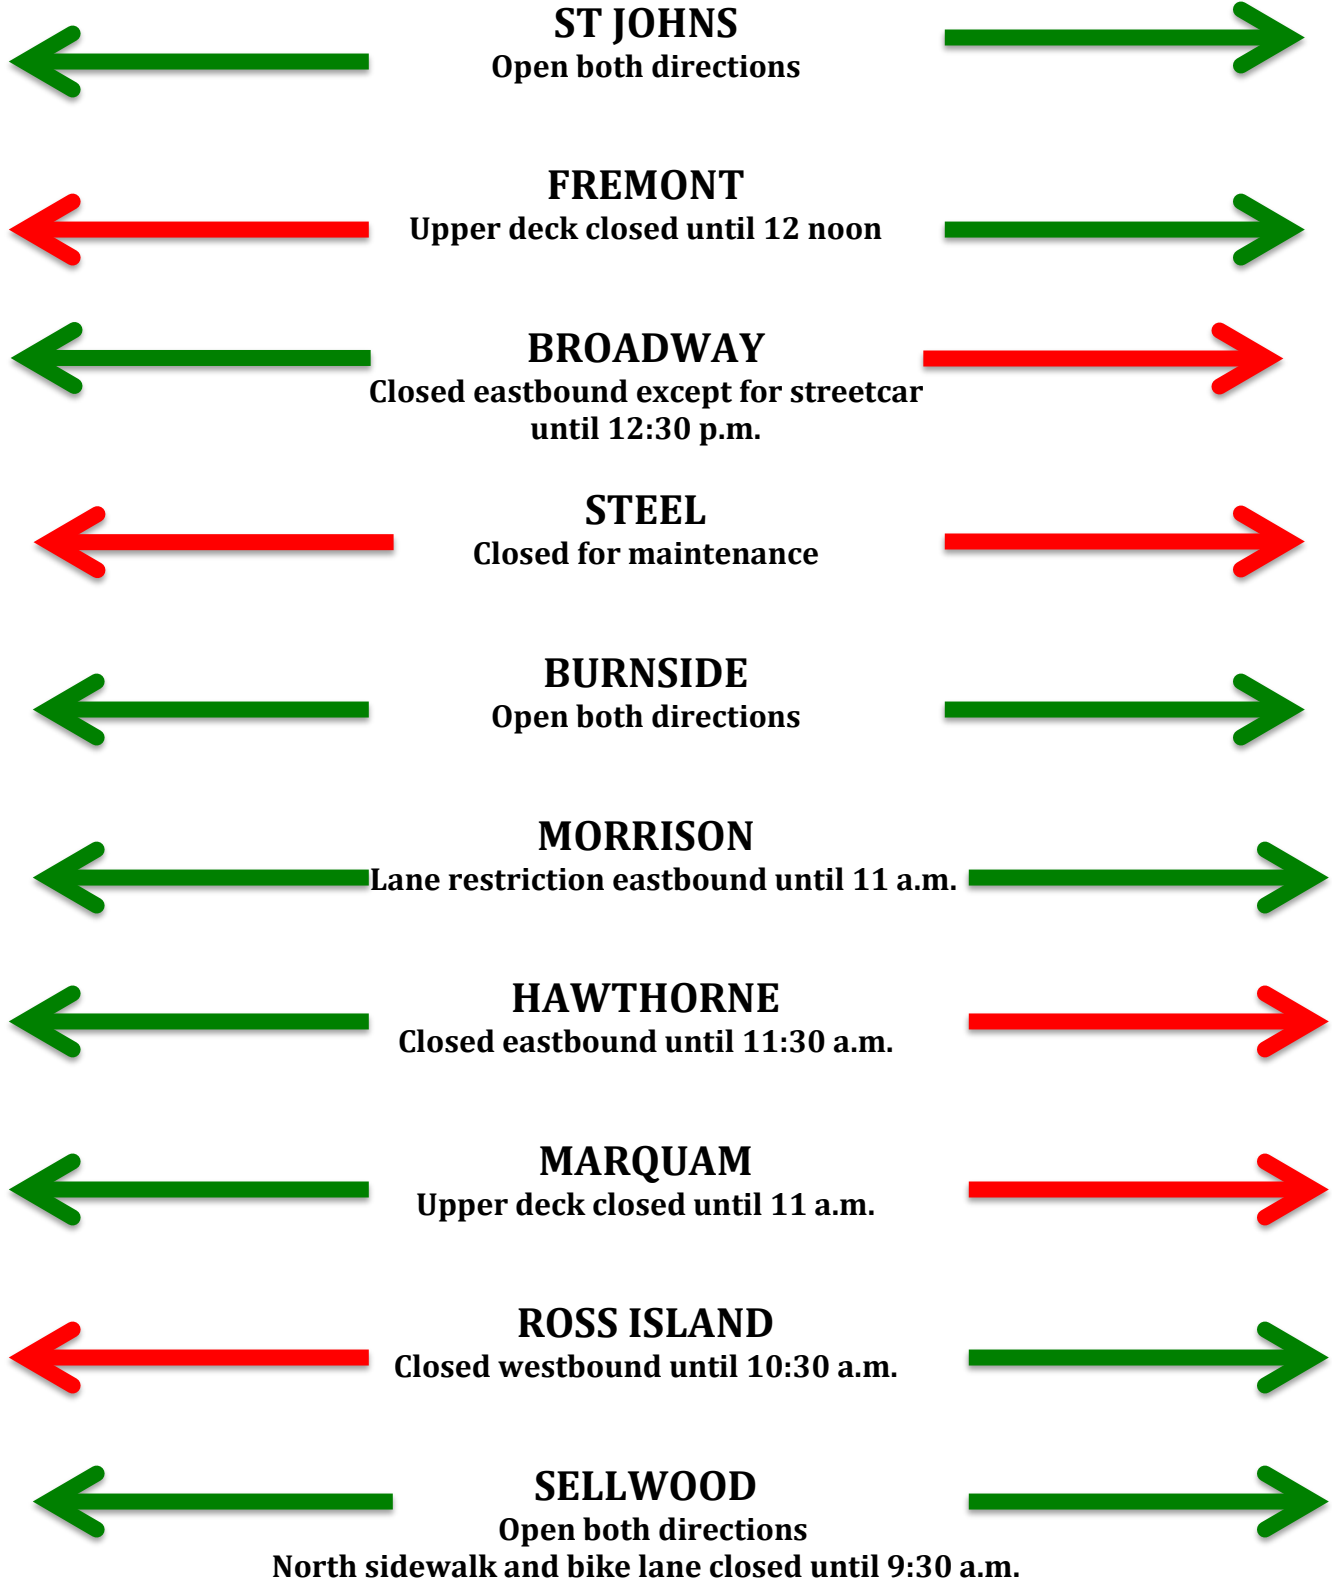 ST JOHNS
Open both directions
FREMONT
Upper deck closed until 12 noon
BROADWAY
Closed eastbound except for streetcar
until 12:30 p.m.
STEEL
Closed for maintenance
BURNSIDE
Open both directions
MORRISON
Lane restriction eastbound until 11 a.m.
HAWTHORNE
Closed eastbound until 11:30 a.m.
MARQUAM
Upper deck closed until 11 a.m.
ROSS ISLAND
Closed westbound until 10:30 a.m.
SELLWOOD
Open both directions
North sidewalk and bike lane closed until 9:30 a.m.